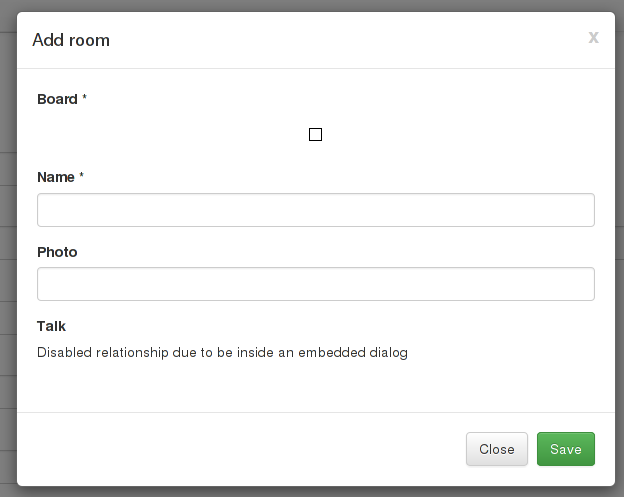 Add room
x
Board *
Name *
Photo
Talk
Disabled relationship due to be inside an embedded dialog
Close
Save